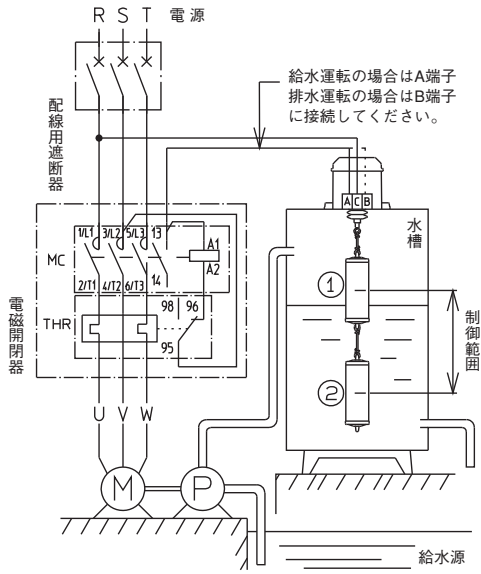 R S T 電源
給水運転の場合はA端子
排水運転の場合はB端子
に接続してください。
配線用遮断器
A C B
水槽
1/L1 3/L2 5/L3 13
A1
MC
A2
2/T1 4/T2 6/T3 14
①
98 96
THR
95
電磁開閉器
制御範囲
②
U V W
M
P
給水源